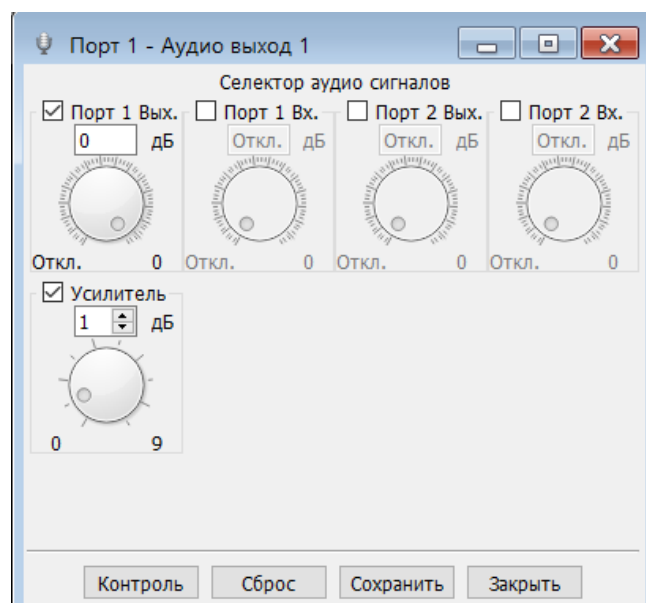 Порт 1 - Аудио выход 1
Селектор аудио сигналов
Порт 1 Вых. Порт 1 Вх. Порт 2 Вых. Порт 2 Вх.
0 дБ Откл. дБ Откл. дБ Откл. дБ
Откл. 0 Откл. 0 Откл. 0 Откл. 0
Усилитель
1 дБ
0 9
Контроль Сброс Сохранить Закрыть